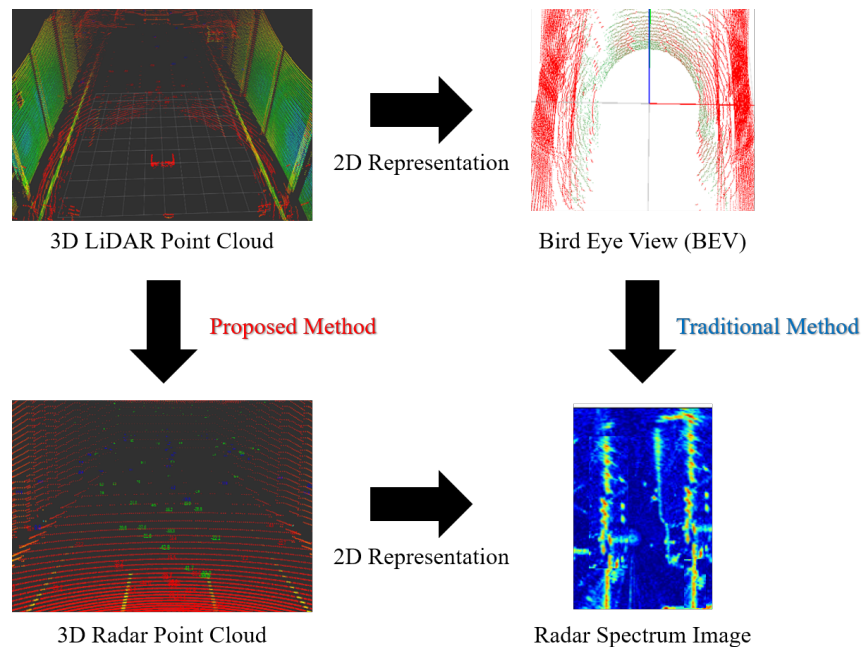 2D Representation
3D LiDAR Point Cloud
Bird Eye View (BEV)
Proposed Method
Traditional Method
2D Representation
3D Radar Point Cloud
Radar Spectrum Image